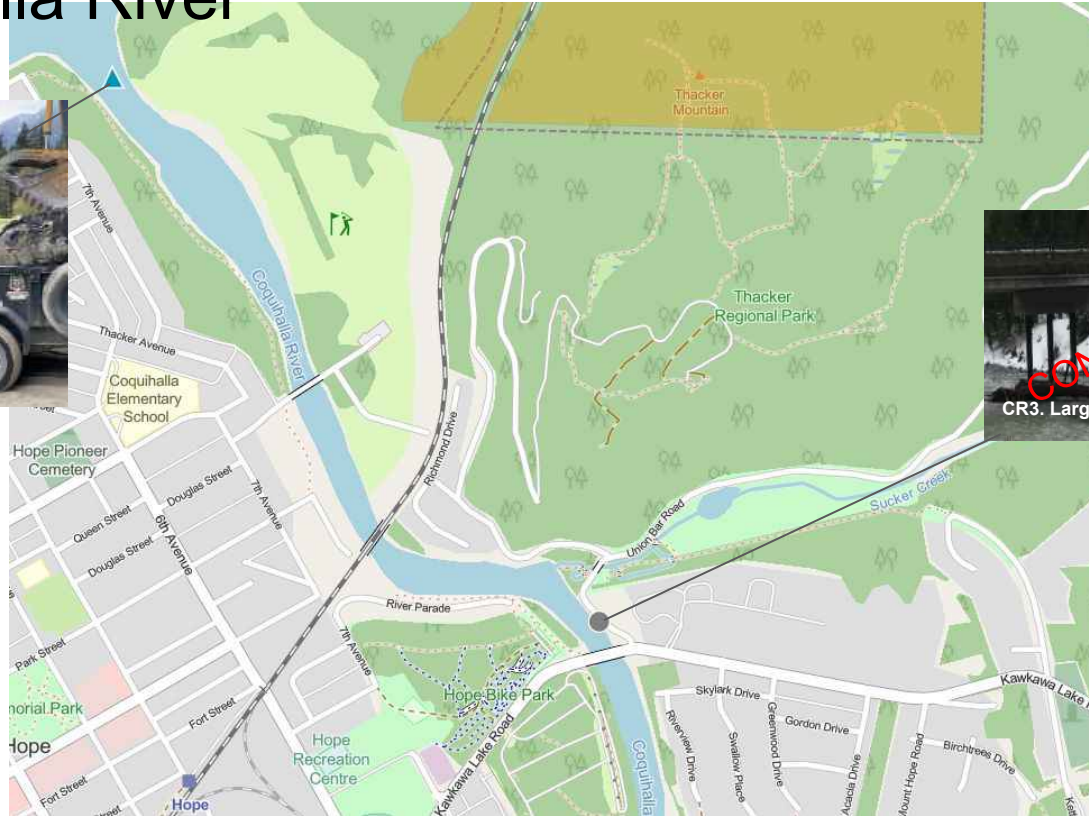 lla River
Thacker
Mountain
7th Avenue
Coquihalla River
Thacker
Regional Park
Thacker Avenue
CON
CR3. Larg
Coquihalla
Elementary
School
Richmond Drive
Hope Pioneer
Cemetery
Douglas Street
7th Avenue
Sucker Creek
Queen Street
6th Avenue
Union Bar Road
Douglas Street
River Parade
Park Street
7th Avenue
Kawkawa Lake
Skylark Drive
Hope Bike Park
norial Park
Fort Street
Gordon Drive
Riverview Drive
Swallow Place
Greenwood Drive
Hope
Hope
Recreation
Centre
Kawkawa Lake Road
Coquihalla
Acacia Drive
Mount Hope Road
Birchtrees Drive
Fort Street
Hope